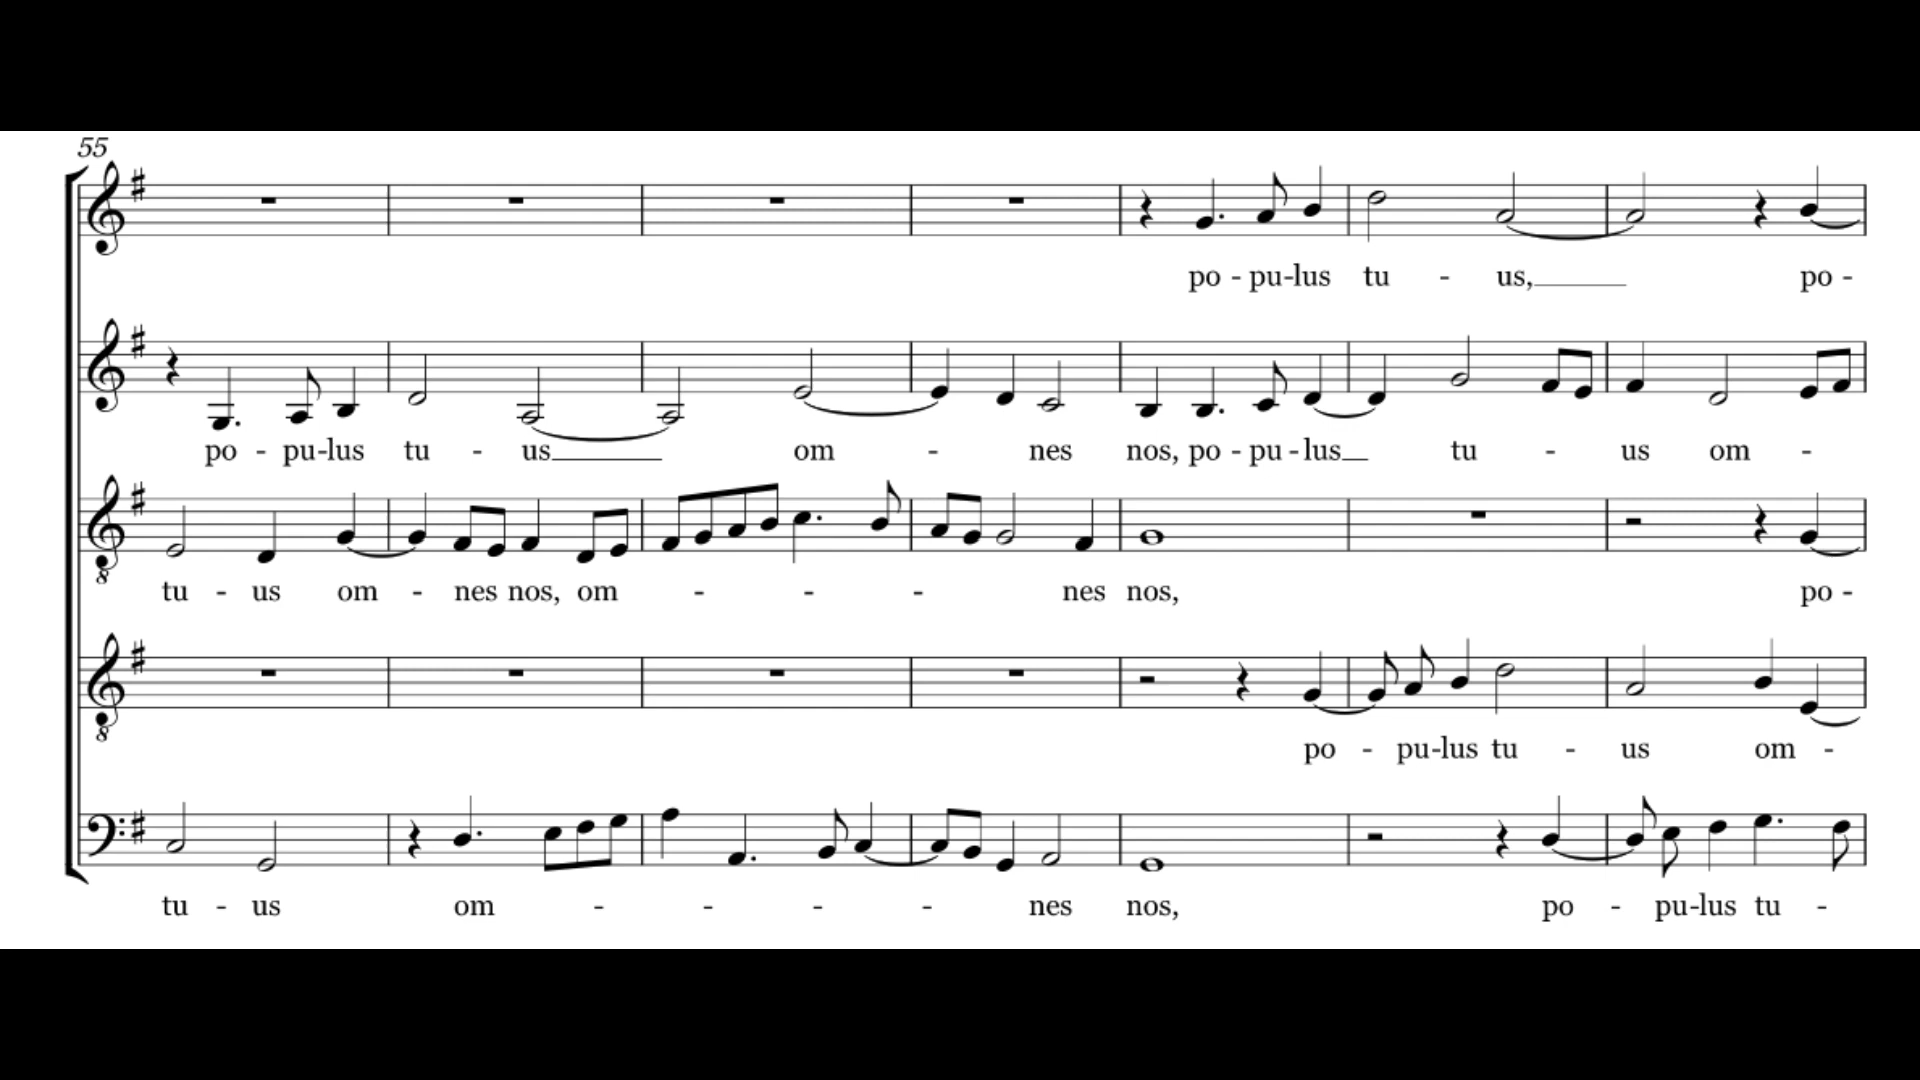 55
po - pu-lus tu - us, po -
po - pu-lus tu - us om - nes nos, po - pu - lus tu - us om -
tu - us om - nes nos, om - - - nes nos, po -
po - pu-lus tu - us om -
tu - us om - - - - nes nos, po - pu-lus tu -